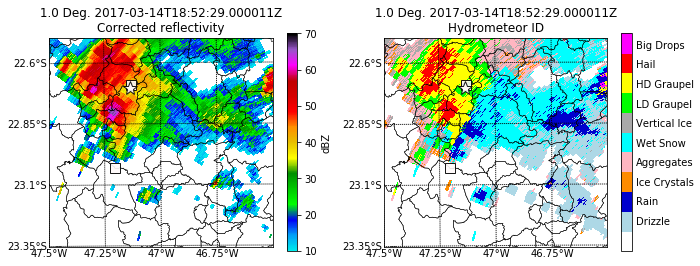 1.0 Deg. 2017-03-14T18:52:29.000011Z
Corrected reflectivity
22.6°S
22.85°S
23.1°S
23.35°S
47.5°W
47.25°W
47°W
46.75°W
70
60
50
40
30
20
10
dBZ
1.0 Deg. 2017-03-14T18:52:29.000011Z
Hydrometeor ID
22.6°S
22.85°S
23.1°S
23.35°S
47.5°W
47.25°W
47°W
46.75°W
Big Drops
Hail
HD Graupel
LD Graupel
Vertical Ice
Wet Snow
Aggregates
Ice Crystals
Rain
Drizzle